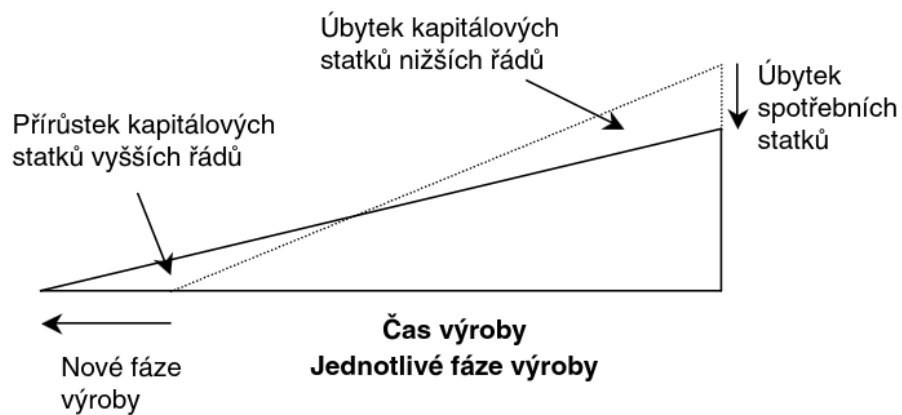 Úbytek kapitálových
statků nižších řádů
Úbytek
spotřebních
statků
Přírůstek kapitálových
statků vyšších řádů
Čas výroby
Jednotlivé fáze výroby
Nové fáze
výroby